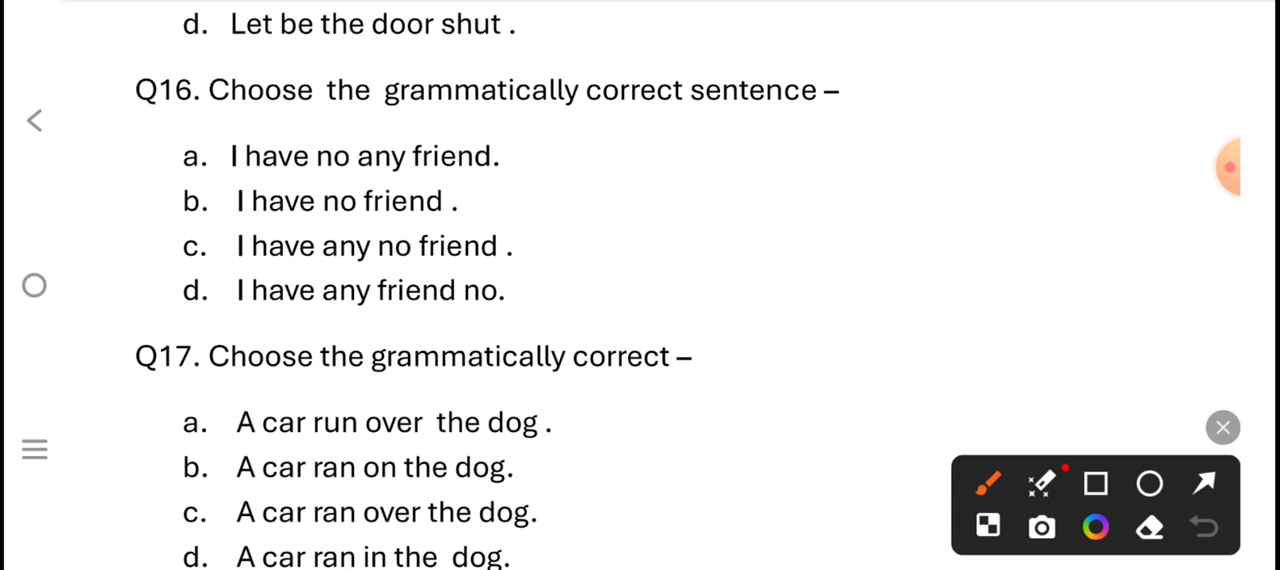 d. Let be the door shut .
Q16. Choose the grammatically correct sentence –
a. I have no any friend.
b. I have no friend .
c. I have any no friend .
d. I have any friend no.
Q17. Choose the grammatically correct –
a. A car run over the dog .
b. A car ran on the dog.
c. A car ran over the dog.
d. A car ran in the dog.